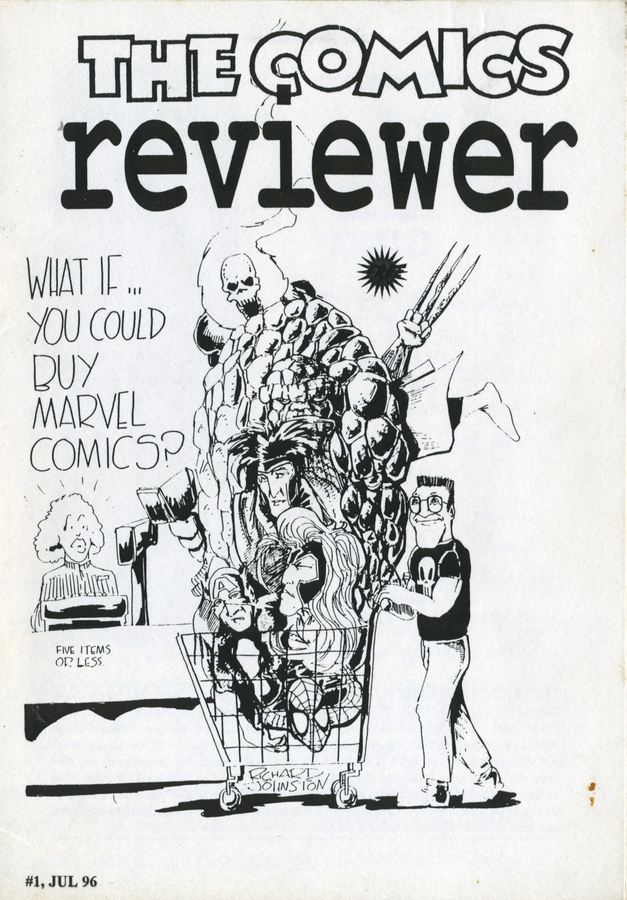 THE COMICS
reviewer
WHAT IF...
YOU COULD
BUY
MARVEL
COMICS?
FIVE ITEMS
OR LESS
RICHARD
JOHNSTON
#1, JUL 96